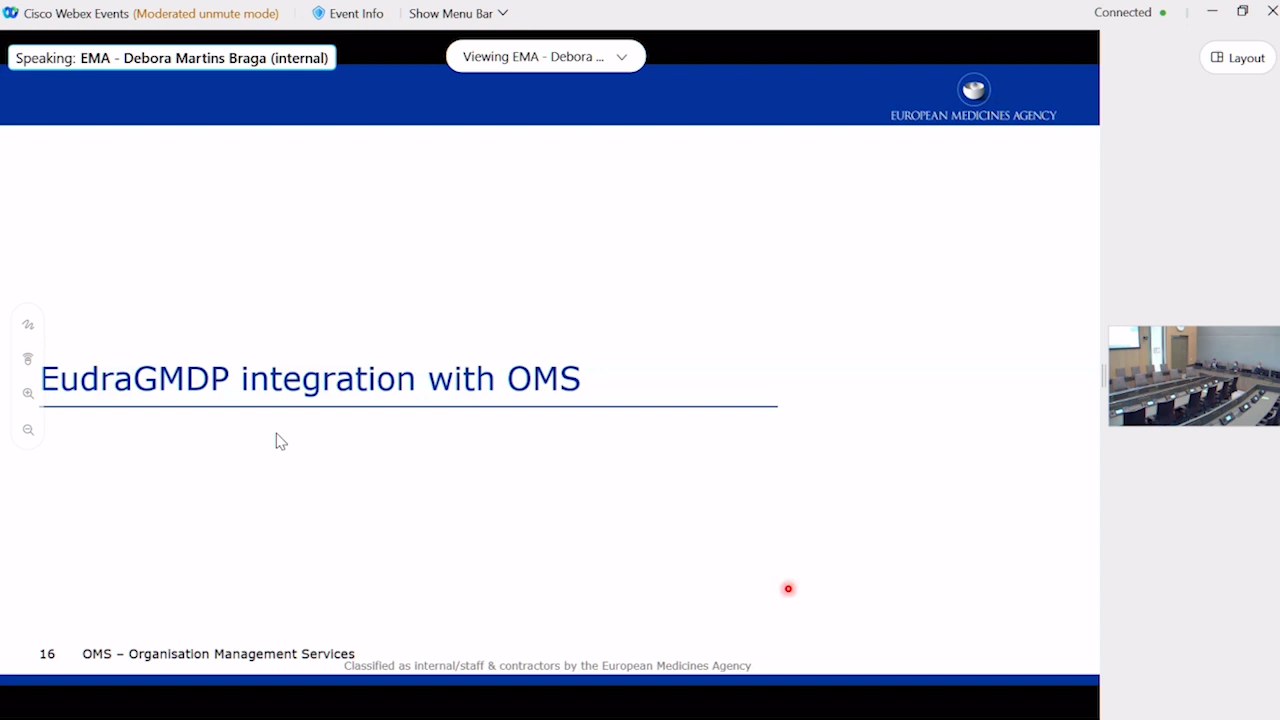 Cisco Webex Events (Moderated unmute mode)
Event Info
Show Menu Bar
Connected
Speaking: EMA - Debora Martins Braga (internal)
Viewing EMA - Debora ...
Layout
EUROPEAN MEDICINES AGENCY
EudraGMDP integration with OMS
16
OMS – Organisation Management Services
Classified as internal/staff & contractors by the European Medicines Agency